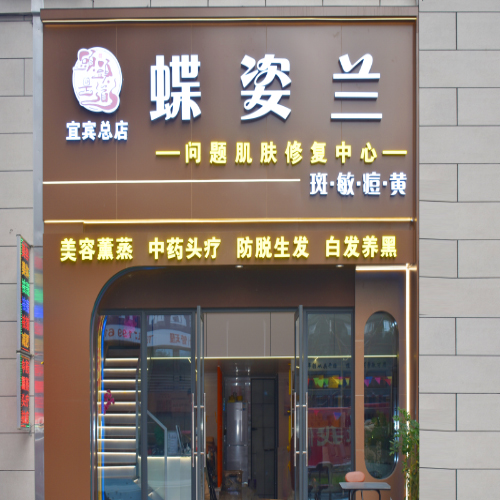 蝶姿兰
宜宾总店
问题肌肤修复中心
斑·敏·痘·黄
美容薰蒸 中药头疗 防脱生发 白发养黑